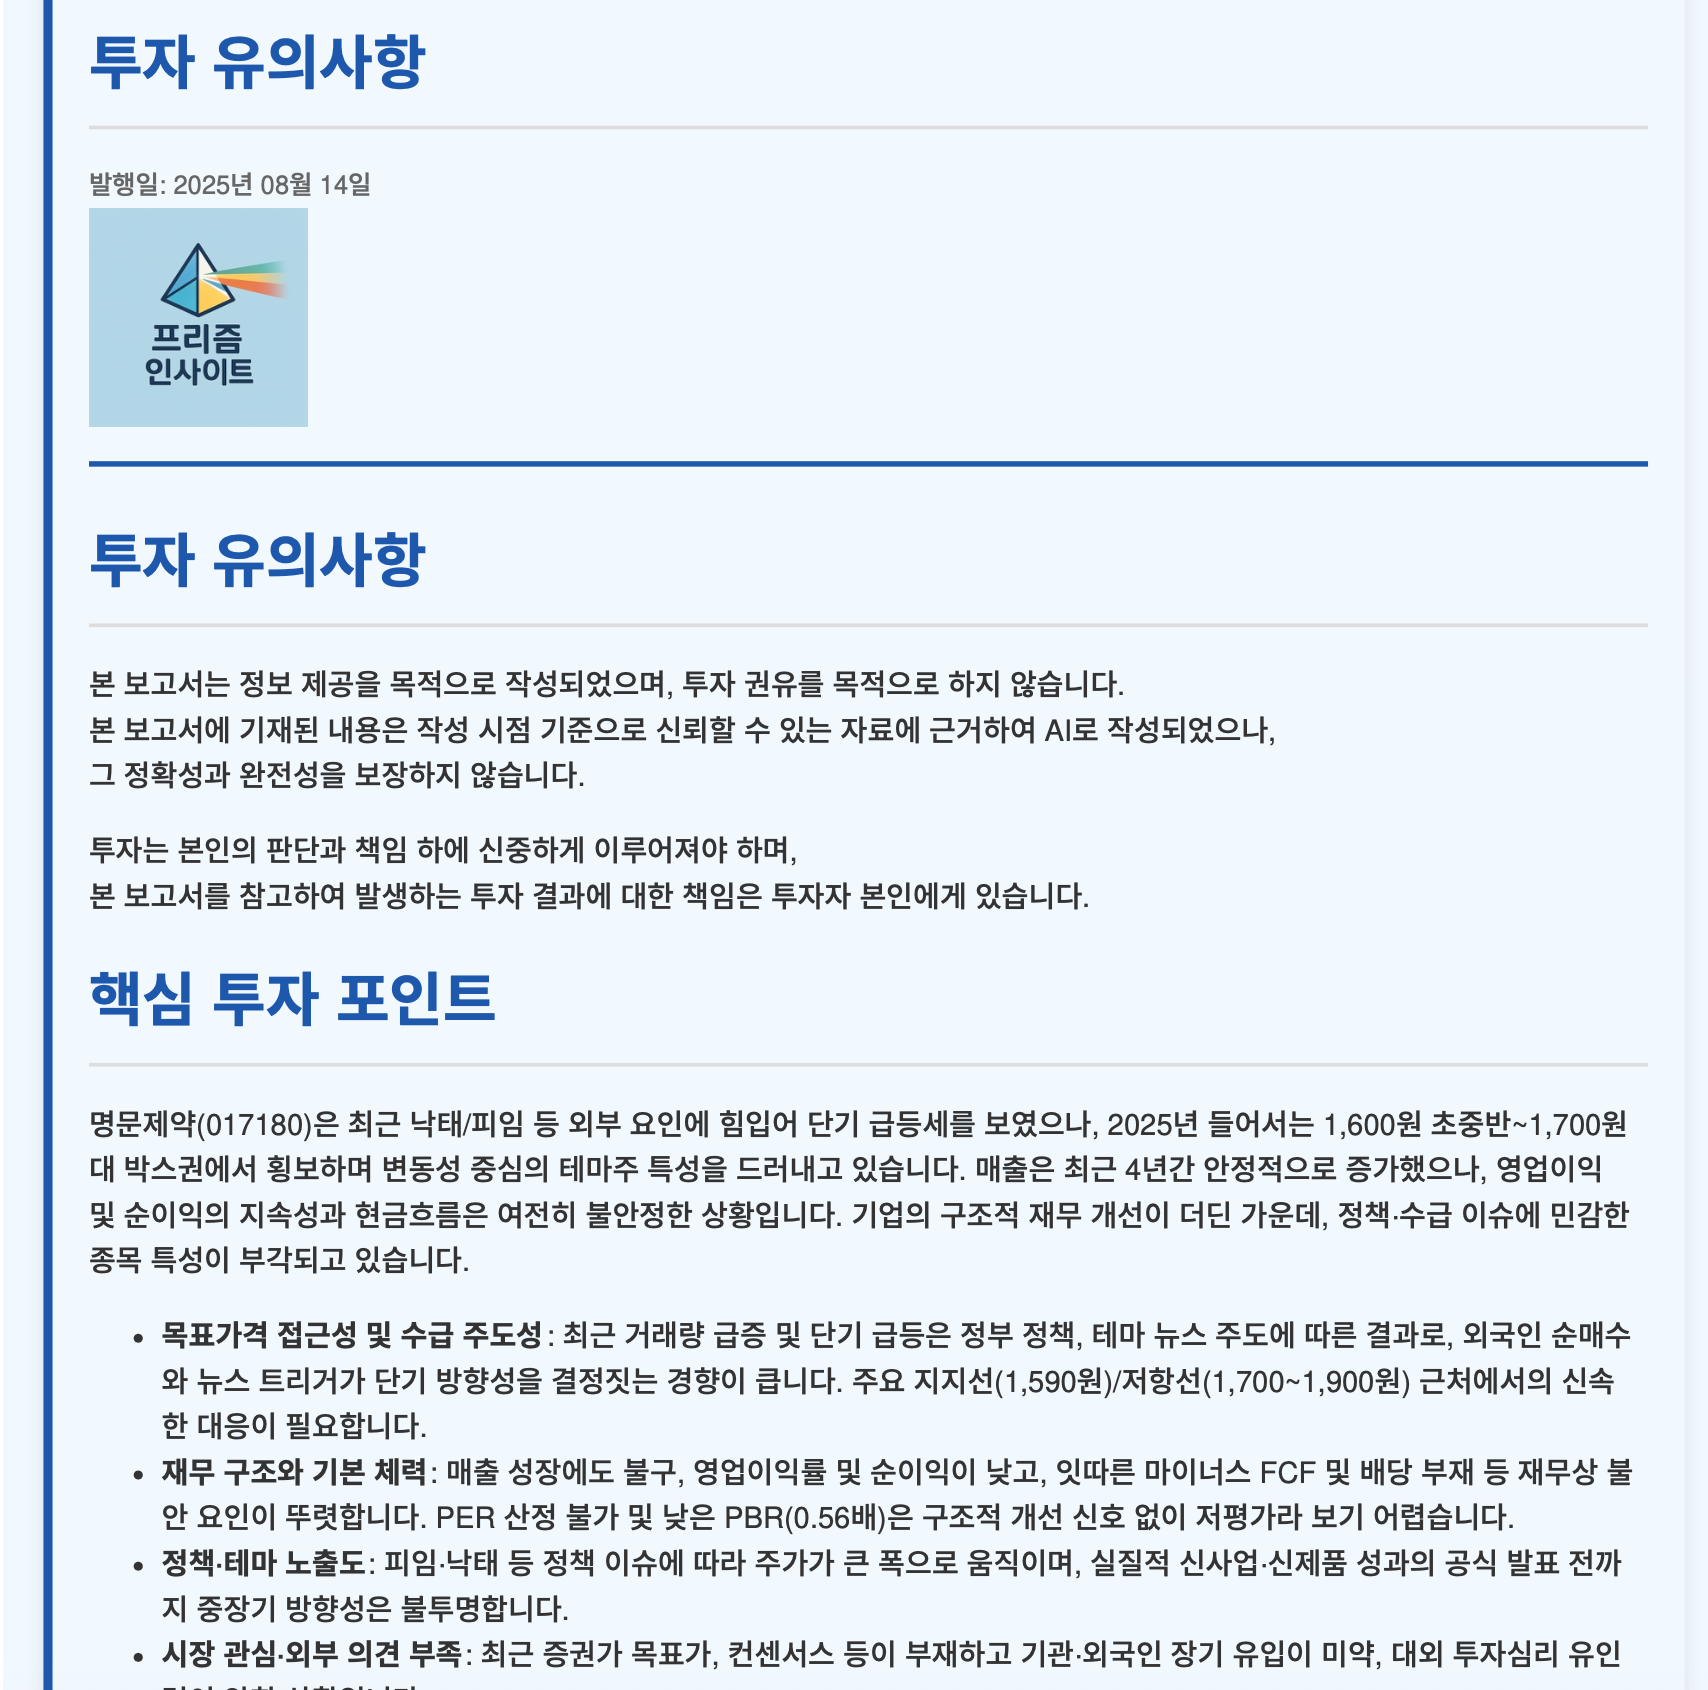 투자 유의사항
발행일: 2025년 08월 14일
프리즘
인사이트
투자 유의사항
본 보고서는 정보 제공을 목적으로 작성되었으며, 투자 권유를 목적으로 하지 않습니다.
본 보고서에 기재된 내용은 작성 시점 기준으로 신뢰할 수 있는 자료에 근거하여 AI로 작성되었으나,
그 정확성과 완전성을 보장하지 않습니다.
투자는 본인의 판단과 책임 하에 신중하게 이루어져야 하며,
본 보고서를 참고하여 발생하는 투자 결과에 대한 책임은 투자자 본인에게 있습니다.
핵심 투자 포인트
명문제약(017180)은 최근 낙태/피임 등 외부 요인에 힘입어 단기 급등세를 보였으나, 2025년 들어서는 1,600원 초중반~1,700원
대 박스권에서 횡보하며 변동성 중심의 테마주 특성을 드러내고 있습니다. 매출은 최근 4년간 안정적으로 증가했으나, 영업이익
및 순이익의 지속성과 현금흐름은 여전히 불안정한 상황입니다. 기업의 구조적 재무 개선이 더딘 가운데, 정책·수급 이슈에 민감한
종목 특성이 부각되고 있습니다.
• 목표가격 접근성 및 수급 주도성: 최근 거래량 급증 및 단기 급등은 정부 정책, 테마 뉴스 주도에 따른 결과로, 외국인 순매수
와 뉴스 트리거가 단기 방향성을 결정짓는 경향이 큽니다. 주요 지지선(1,590원)/저항선(1,700~1,900원) 근처에서의 신속
한 대응이 필요합니다.
• 재무 구조와 기본 체력: 매출 성장에도 불구, 영업이익률 및 순이익이 낮고, 잇따른 마이너스 FCF 및 배당 부재 등 재무상 불
안 요인이 뚜렷합니다. PER 산정 불가 및 낮은 PBR(0.56배)은 구조적 개선 신호 없이 저평가라 보기 어렵습니다.
• 정책·테마 노출도: 피임·낙태 등 정책 이슈에 따라 주가가 큰 폭으로 움직이며, 실질적 신사업·신제품 성과의 공식 발표 전까
지 중장기 방향성은 불투명합니다.
• 시장 관심·외부 의견 부족: 최근 증권가 목표가, 컨센서스 등이 부재하고 기관·외국인 장기 유입이 미약, 대외 투자심리 유인